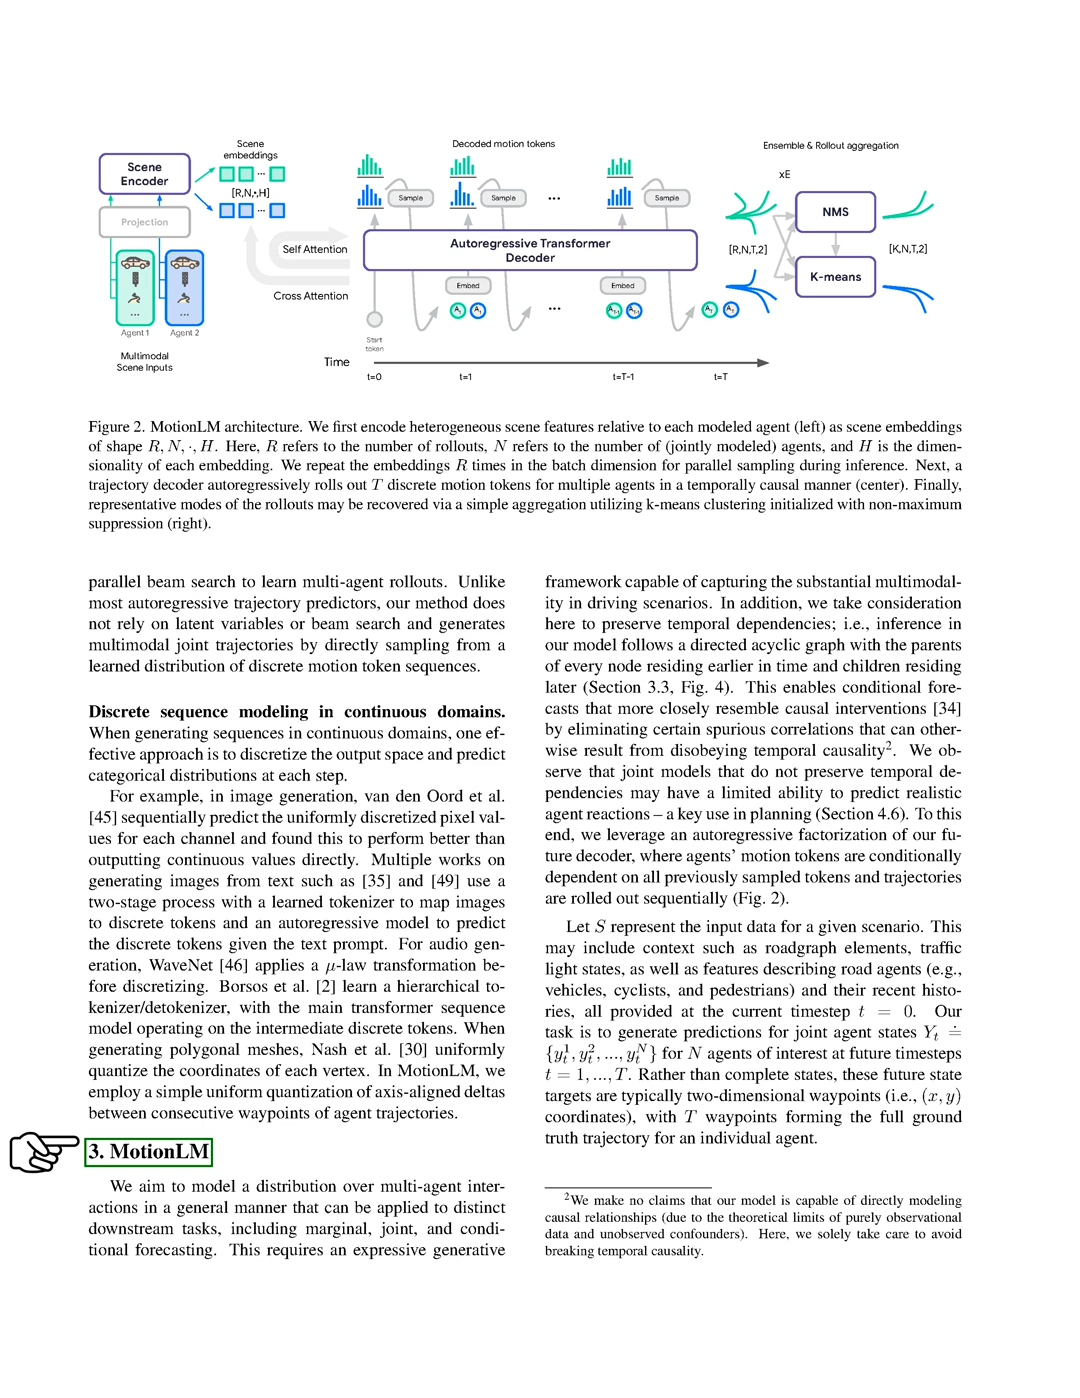 Scene
embeddings
Decoded motion tokens
Ensemble & Rollout aggregation
Scene
Encoder
xE
[R,N,·,H]
Sample
Sample
...
Sample
NMS
Projection
Self Attention
Autoregressive Transformer
Decoder
[R,N,T,2]
[K,N,T,2]
K-means
Embed
Embed
Cross Attention
...
Agent 1
Agent 2
Start
token
Multimodal
Scene Inputs
Time
t=0
t=1
t=T-1
t=T
Figure 2. MotionLM architecture. We first encode heterogeneous scene features relative to each modeled agent (left) as scene embeddings
of shape R, N, ·, H. Here, R refers to the number of rollouts, N refers to the number of (jointly modeled) agents, and H is the dimen-
sionality of each embedding. We repeat the embeddings R times in the batch dimension for parallel sampling during inference. Next, a
trajectory decoder autoregressively rolls out T discrete motion tokens for multiple agents in a temporally causal manner (center). Finally,
representative modes of the rollouts may be recovered via a simple aggregation utilizing k-means clustering initialized with non-maximum
suppression (right).
parallel beam search to learn multi-agent rollouts. Unlike
most autoregressive trajectory predictors, our method does
not rely on latent variables or beam search and generates
multimodal joint trajectories by directly sampling from a
learned distribution of discrete motion token sequences.
Discrete sequence modeling in continuous domains.
When generating sequences in continuous domains, one ef-
fective approach is to discretize the output space and predict
categorical distributions at each step.
For example, in image generation, van den Oord et al.
[45] sequentially predict the uniformly discretized pixel val-
ues for each channel and found this to perform better than
outputting continuous values directly. Multiple works on
generating images from text such as [35] and [49] use a
two-stage process with a learned tokenizer to map images
to discrete tokens and an autoregressive model to predict
the discrete tokens given the text prompt. For audio gen-
eration, WaveNet [46] applies a μ-law transformation be-
fore discretizing. Borsos et al. [2] learn a hierarchical to-
kenizer/detokenizer, with the main transformer sequence
model operating on the intermediate discrete tokens. When
generating polygonal meshes, Nash et al. [30] uniformly
quantize the coordinates of each vertex. In MotionLM, we
employ a simple uniform quantization of axis-aligned deltas
between consecutive waypoints of agent trajectories.
3. MotionLM
We aim to model a distribution over multi-agent inter-
actions in a general manner that can be applied to distinct
downstream tasks, including marginal, joint, and condi-
tional forecasting. This requires an expressive generative
framework capable of capturing the substantial multimodal-
ity in driving scenarios. In addition, we take consideration
here to preserve temporal dependencies; i.e., inference in
our model follows a directed acyclic graph with the parents
of every node residing earlier in time and children residing
later (Section 3.3, Fig. 4). This enables conditional fore-
casts that more closely resemble causal interventions [34]
by eliminating certain spurious correlations that can other-
wise result from disobeying temporal causality². We ob-
serve that joint models that do not preserve temporal de-
pendencies may have a limited ability to predict realistic
agent reactions – a key use in planning (Section 4.6). To this
end, we leverage an autoregressive factorization of our fu-
ture decoder, where agents' motion tokens are conditionally
dependent on all previously sampled tokens and trajectories
are rolled out sequentially (Fig. 2).
Let S represent the input data for a given scenario. This
may include context such as roadgraph elements, traffic
light states, as well as features describing road agents (e.g.,
vehicles, cyclists, and pedestrians) and their recent histo-
ries, all provided at the current timestep t = 0. Our
task is to generate predictions for joint agent states Yₜ ≐
{yₜ¹, yₜ², ..., yₜᴺ} for N agents of interest at future timesteps
t = 1, ..., T. Rather than complete states, these future state
targets are typically two-dimensional waypoints (i.e., (x, y)
coordinates), with T waypoints forming the full ground
truth trajectory for an individual agent.
²We make no claims that our model is capable of directly modeling
causal relationships (due to the theoretical limits of purely observational
data and unobserved confounders). Here, we solely take care to avoid
breaking temporal causality.